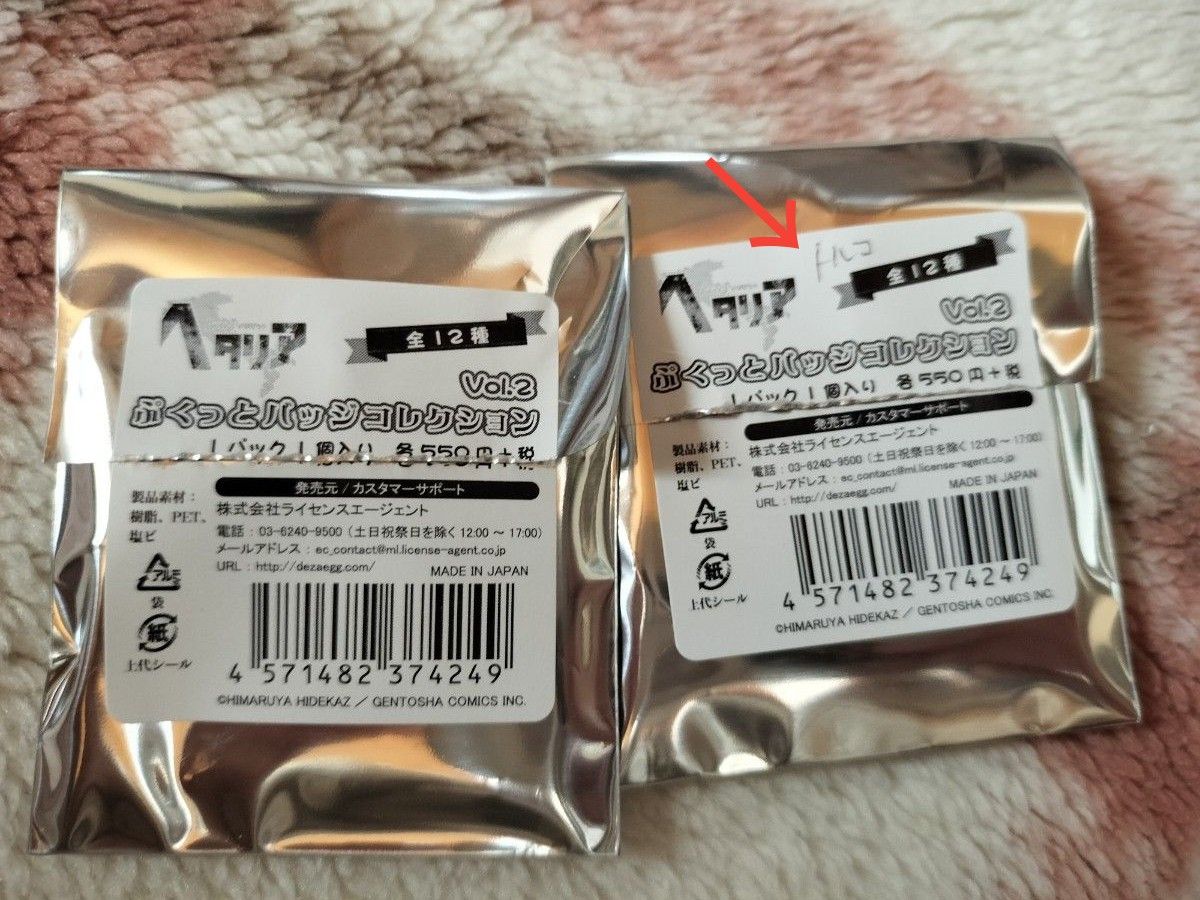 ヘタリア
全12種
Vol.2
ぷくっとバッジコレクション
1パック1個入り 各550円+税
発売元/カスタマーサポート
製品素材:
樹脂、PET、
塩ビ
株式会社ライセンスエージェント
電話:03-6240-9500(土日祝祭日を除く12:00～17:00)
メールアドレス:ec_contact@ml.license-agent.co.jp
URL:http://dezaegg.com/
MADE IN JAPAN
アルミ
袋
紙
上代シール
4 571482 374249
©HIMARUYA HIDEKAZ / GENTOSHA COMICS INC.
トルコ
ヘタリア
全12種
Vol.2
ぷくっとバッジコレクション
1パック1個入り 各550円+税
発売元/カスタマーサポート
製品素材:
樹脂、PET、
塩ビ
株式会社ライセンスエージェント
電話:03-6240-9500(土日祝祭日を除く12:00～17:00)
メールアドレス:ec_contact@ml.license-agent.co.jp
URL:http://dezaegg.com/
MADE IN JAPAN
アルミ
袋
紙
上代シール
4 571482 374249
©HIMARUYA HIDEKAZ / GENTOSHA COMICS INC.